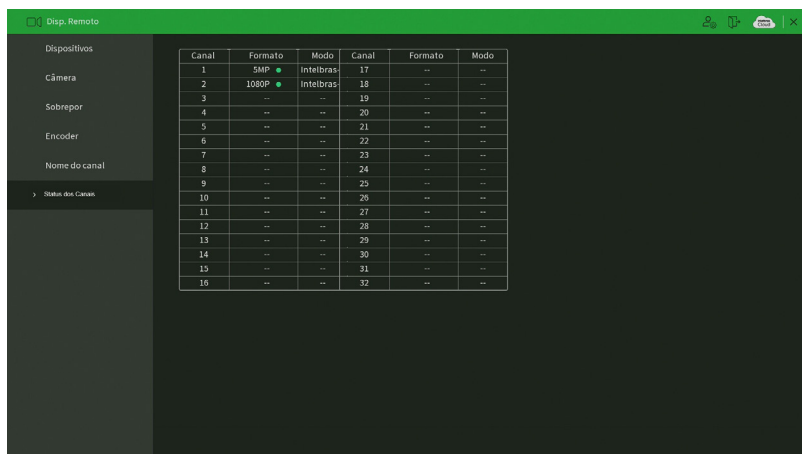 Disp. Remoto
Cloud
Dispositivos
Câmera
Sobrepor
Encoder
Nome do canal
Status dos Canais
Canal Formato Modo Canal Formato Modo
1 5MP Intelbras- 17 -- --
2 1080P Intelbras- 18 -- --
3 -- -- 19 -- --
4 -- -- 20 -- --
5 -- -- 21 -- --
6 -- -- 22 -- --
7 -- -- 23 -- --
8 -- -- 24 -- --
9 -- -- 25 -- --
10 -- -- 26 -- --
11 -- -- 27 -- --
12 -- -- 28 -- --
13 -- -- 29 -- --
14 -- -- 30 -- --
15 -- -- 31 -- --
16 -- -- 32 -- --